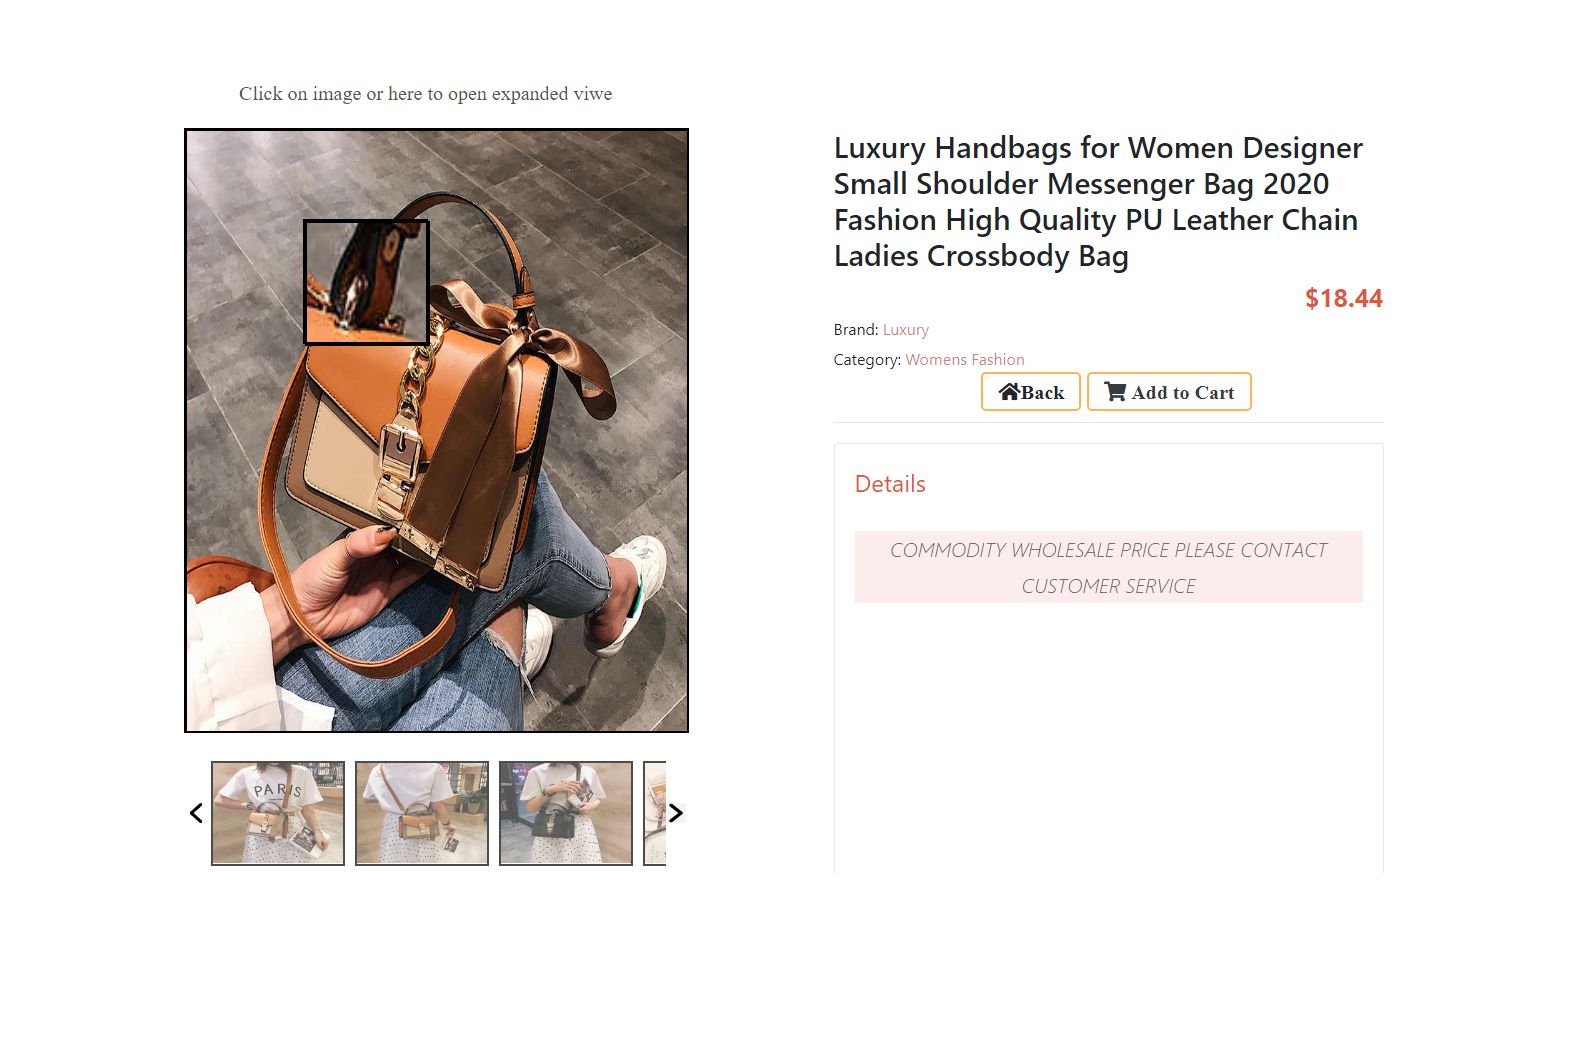 Click on image or here to open expanded viwe
Luxury Handbags for Women Designer
Small Shoulder Messenger Bag 2020
Fashion High Quality PU Leather Chain
Ladies Crossbody Bag
$18.44
Brand: Luxury
Category: Womens Fashion
Back
Add to Cart
Details
COMMODITY WHOLESALE PRICE PLEASE CONTACT
CUSTOMER SERVICE
PARIS